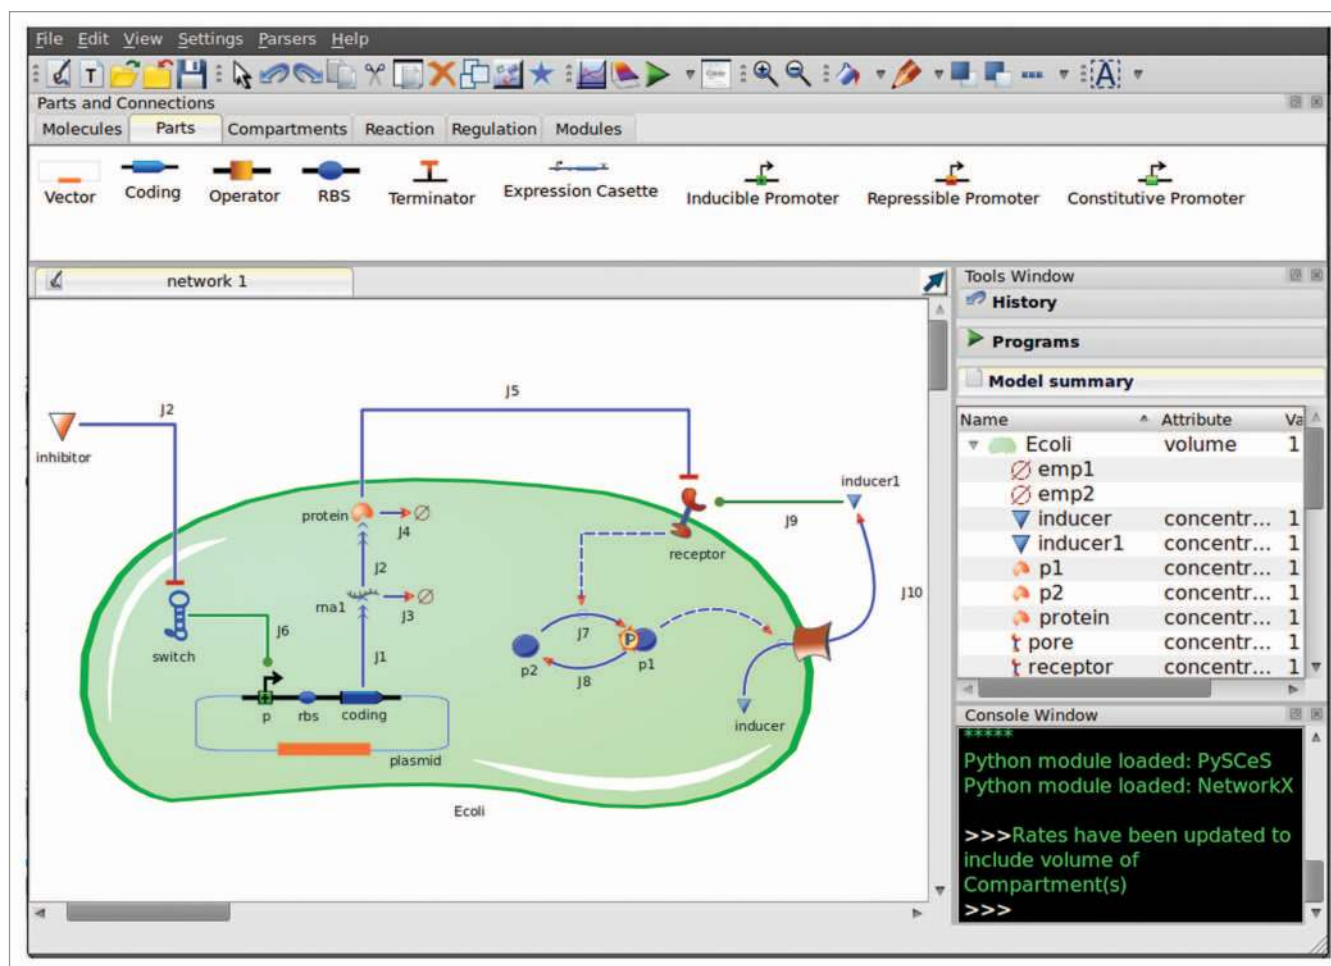 File Edit View Settings Parsers Help
T
A
Parts and Connections
Molecules Parts Compartments Reaction Regulation Modules
Vector Coding Operator RBS Terminator Expression Casette Inducible Promoter Repressible Promoter Constitutive Promoter
network 1
Tools Window
History
Programs
Model summary
Name Attribute Va
Ecoli volume 1
emp1
emp2
inducer concentr... 1
inducer1 concentr... 1
p1 concentr... 1
p2 concentr... 1
protein concentr... 1
pore concentr... 1
receptor concentr... 1
J5
J2
inhibitor
inducer1
protein
J4
J9
receptor
J2
J10
rna1
J3
J6
J7
P
switch
J1
p2
p1
J8
p rbs coding
inducer
plasmid
Ecoli
Console Window
*****
Python module loaded: PySCeS
Python module loaded: NetworkX
>>>Rates have been updated to
include volume of
Compartment(s)
>>>